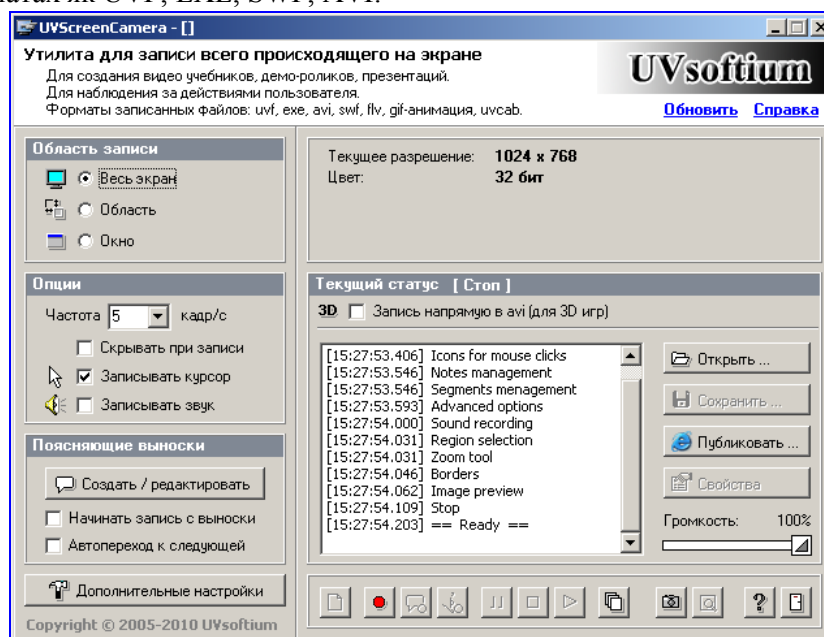 як UVF, EXE, SWF, AVI.
UVScreenCamera - []
Утилита для записи всего происходящего на экране
Для создания видео учебников, демо-роликов, презентаций.
Для наблюдения за действиями пользователя.
Форматы записанных файлов: uvf, exe, avi, swf, flv, gif-анимация, uvcab.
UVsoftium
Обновить Справка
Область записи
Весь экран
Область
Окно
Текущее разрешение: 1024 x 768
Цвет: 32 бит
Опции
Частота 5 кадр/с
Скрывать при записи
Записывать курсор
Записывать звук
Поясняющие выноски
Создать / редактировать
Начинать запись с выноски
Автопереход к следующей
Дополнительные настройки
Copyright © 2005-2010 UVsoftium
Текущий статус [ Стоп ]
3D Запись напрямую в avi (для 3D игр)
[15:27:53.406] Icons for mouse clicks
[15:27:53.546] Notes management
[15:27:53.546] Segments menagement
[15:27:53.593] Advanced options
[15:27:54.000] Sound recording
[15:27:54.031] Region selection
[15:27:54.031] Zoom tool
[15:27:54.046] Borders
[15:27:54.062] Image preview
[15:27:54.109] Stop
[15:27:54.203] == Ready ==
Открыть ...
Сохранить ...
Публиковать ...
Свойства
Громкость: 100%